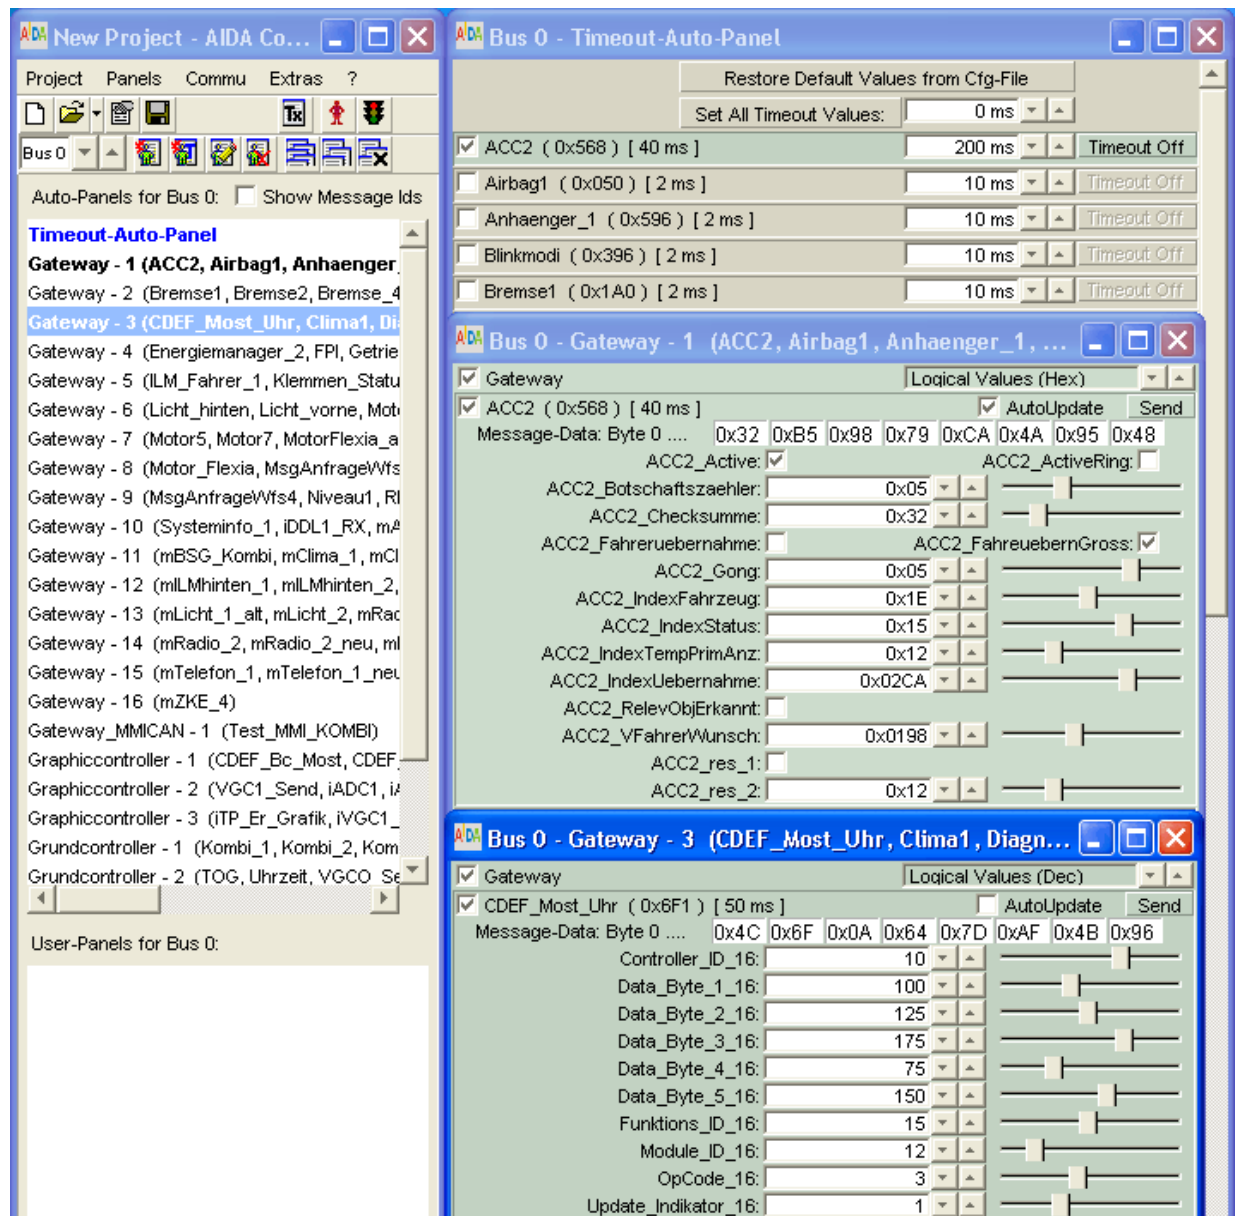 AIDA New Project - AIDA Co...
Project Panels Commu Extras ?
Tx
Bus 0
Auto-Panels for Bus 0: Show Message Ids
Timeout-Auto-Panel
Gateway - 1 (ACC2, Airbag1, Anhaenger_
Gateway - 2 (Bremse1, Bremse2, Bremse_4
Gateway - 3 (CDEF_Most_Uhr, Clima1, Di
Gateway - 4 (Energiemanager_2, FPI, Getrie
Gateway - 5 (ILM_Fahrer_1, Klemmen_Statu
Gateway - 6 (Licht_hinten, Licht_vorne, Mot
Gateway - 7 (Motor5, Motor7, MotorFlexia_a
Gateway - 8 (Motor_Flexia, MsgAnfrageWfs
Gateway - 9 (MsgAnfrageWfs4, Niveau1, R
Gateway - 10 (Systeminfo_1, iDDL1_RX, mA
Gateway - 11 (mBSG_Kombi, mClima_1, mCl
Gateway - 12 (mILMhinten_1, mILMhinten_2,
Gateway - 13 (mLicht_1_alt, mLicht_2, mRac
Gateway - 14 (mRadio_2, mRadio_2_neu, ml
Gateway - 15 (mTelefon_1, mTelefon_1_neu
Gateway - 16 (mZKE_4)
Gateway_MMICAN - 1 (Test_MMI_KOMBI)
Graphiccontroller - 1 (CDEF_Bc_Most, CDEF_
Graphiccontroller - 2 (VGC1_Send, iADC1, i
Graphiccontroller - 3 (iTP_Er_Grafik, iVGC1_
Grundcontroller - 1 (Kombi_1, Kombi_2, Kom
Grundcontroller - 2 (TOG, Uhrzeit, VGCO_Se
User-Panels for Bus 0:
AIDA Bus 0 - Timeout-Auto-Panel
Restore Default Values from Cfg-File
Set All Timeout Values: 0 ms
ACC2 ( 0x568 ) [ 40 ms ] 200 ms Timeout Off
Airbag1 ( 0x050 ) [ 2 ms ] 10 ms Timeout Off
Anhaenger_1 ( 0x596 ) [ 2 ms ] 10 ms Timeout Off
Blinkmodi ( 0x396 ) [ 2 ms ] 10 ms Timeout Off
Bremse1 ( 0x1A0 ) [ 2 ms ] 10 ms Timeout Off
AIDA Bus 0 - Gateway - 1 (ACC2, Airbag1, Anhaenger_1, ...
Gateway Logical Values (Hex)
ACC2 ( 0x568 ) [ 40 ms ] AutoUpdate Send
Message-Data: Byte 0 .... 0x32 0xB5 0x98 0x79 0xCA 0x4A 0x95 0x48
ACC2_Active: ACC2_ActiveRing:
ACC2_Botschaftszaehler: 0x05
ACC2_Checksumme: 0x32
ACC2_Fahreruebernahme: ACC2_FahreuebernGross:
ACC2_Gong: 0x05
ACC2_IndexFahrzeug: 0x1E
ACC2_IndexStatus: 0x15
ACC2_IndexTempPrimAnz: 0x12
ACC2_IndexUebernahme: 0x02CA
ACC2_RelevObjErkannt:
ACC2_VFahrerWunsch: 0x0198
ACC2_res_1:
ACC2_res_2: 0x12
AIDA Bus 0 - Gateway - 3 (CDEF_Most_Uhr, Clima1, Diagn...
Gateway Logical Values (Dec)
CDEF_Most_Uhr ( 0x6F1 ) [ 50 ms ] AutoUpdate Send
Message-Data: Byte 0 .... 0x4C 0x6F 0x0A 0x64 0x7D 0xAF 0x4B 0x96
Controller_ID_16: 10
Data_Byte_1_16: 100
Data_Byte_2_16: 125
Data_Byte_3_16: 175
Data_Byte_4_16: 75
Data_Byte_5_16: 150
Funktions_ID_16: 15
Module_ID_16: 12
OpCode_16: 3
Update_Indikator_16: 1